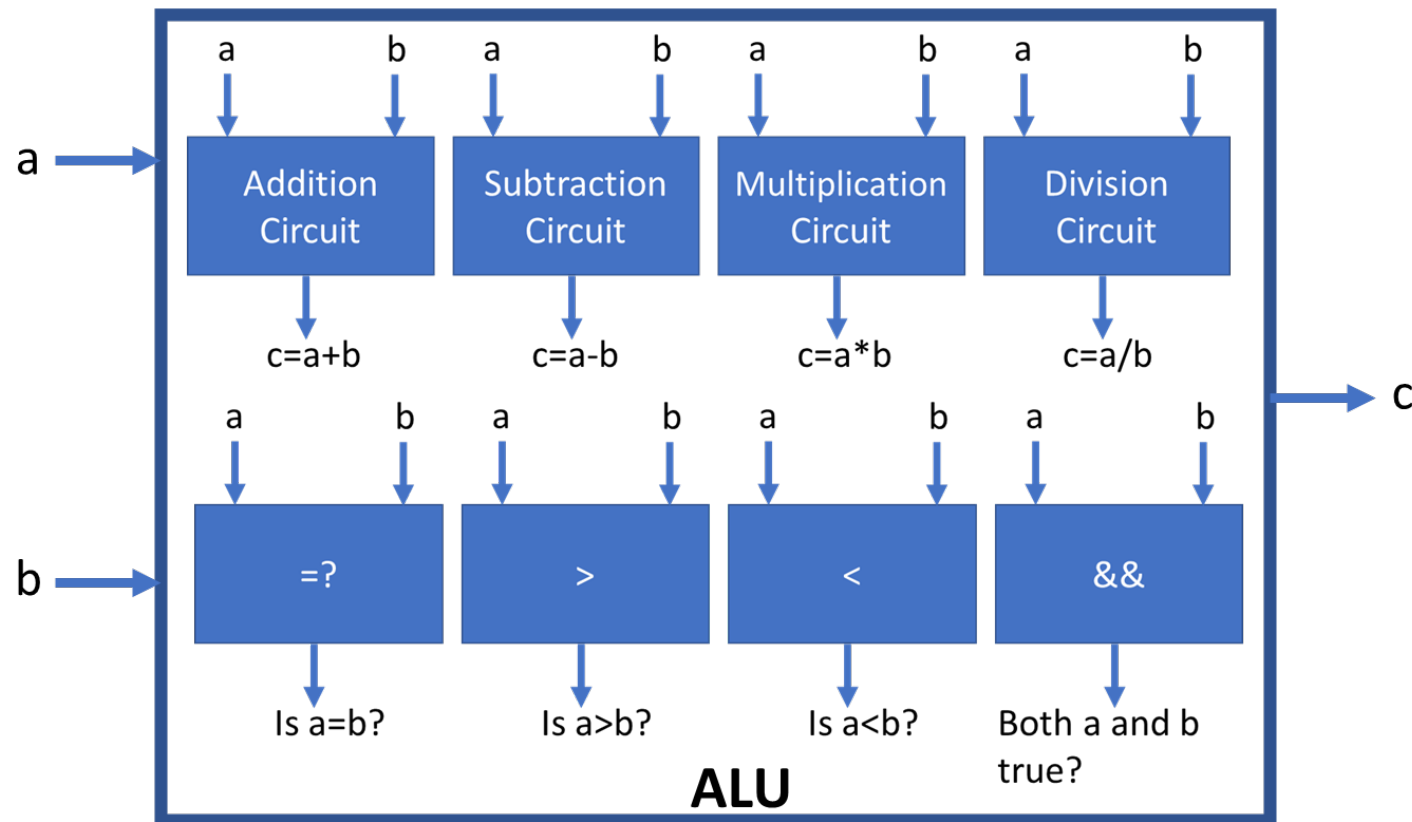 a b a b a b a b
a
Addition
Circuit
Subtraction
Circuit
Multiplication
Circuit
Division
Circuit
c=a+b c=a-b c=a*b c=a/b
c
a b a b a b a b
b
=? > < &&
Is a=b? Is a>b? Is a<b? Both a and b
true?
ALU